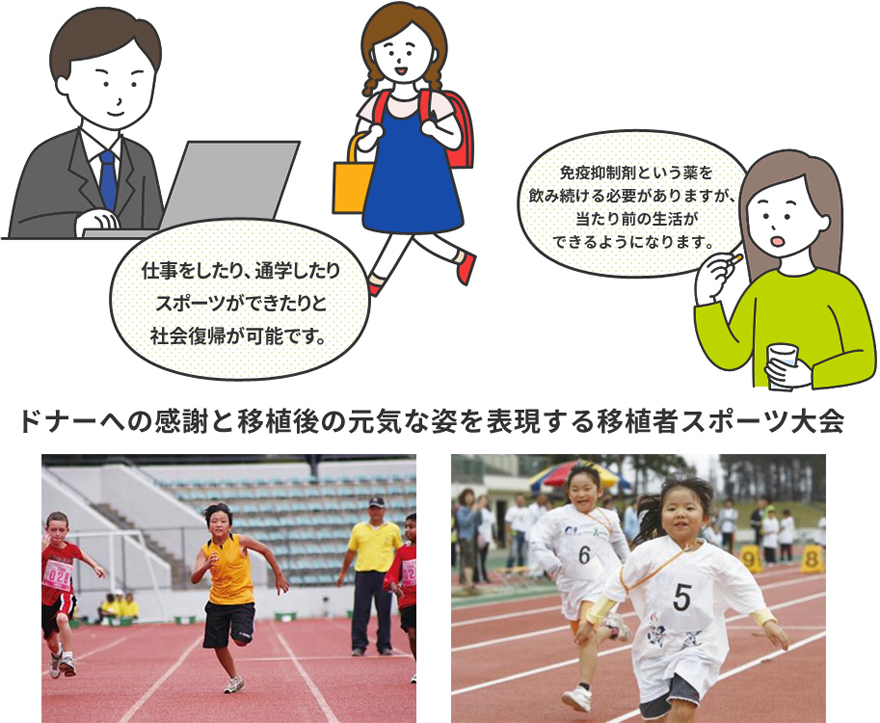 仕事をしたり、通学したり
スポーツができたりと
社会復帰が可能です。
免疫抑制剤という薬を
飲み続ける必要がありますが、
当たり前の生活が
できるようになります。
ドナーへの感謝と移植後の元気な姿を表現する移植者スポーツ大会
6
5
9
8